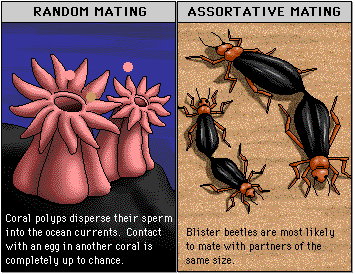 RANDOM MATING
Coral polyps disperse their sperm
into the ocean currents. Contact
with an egg in another coral is
completely up to chance.
ASSORTATIVE MATING
Blister beetles are most likely
to mate with partners of the
same size.